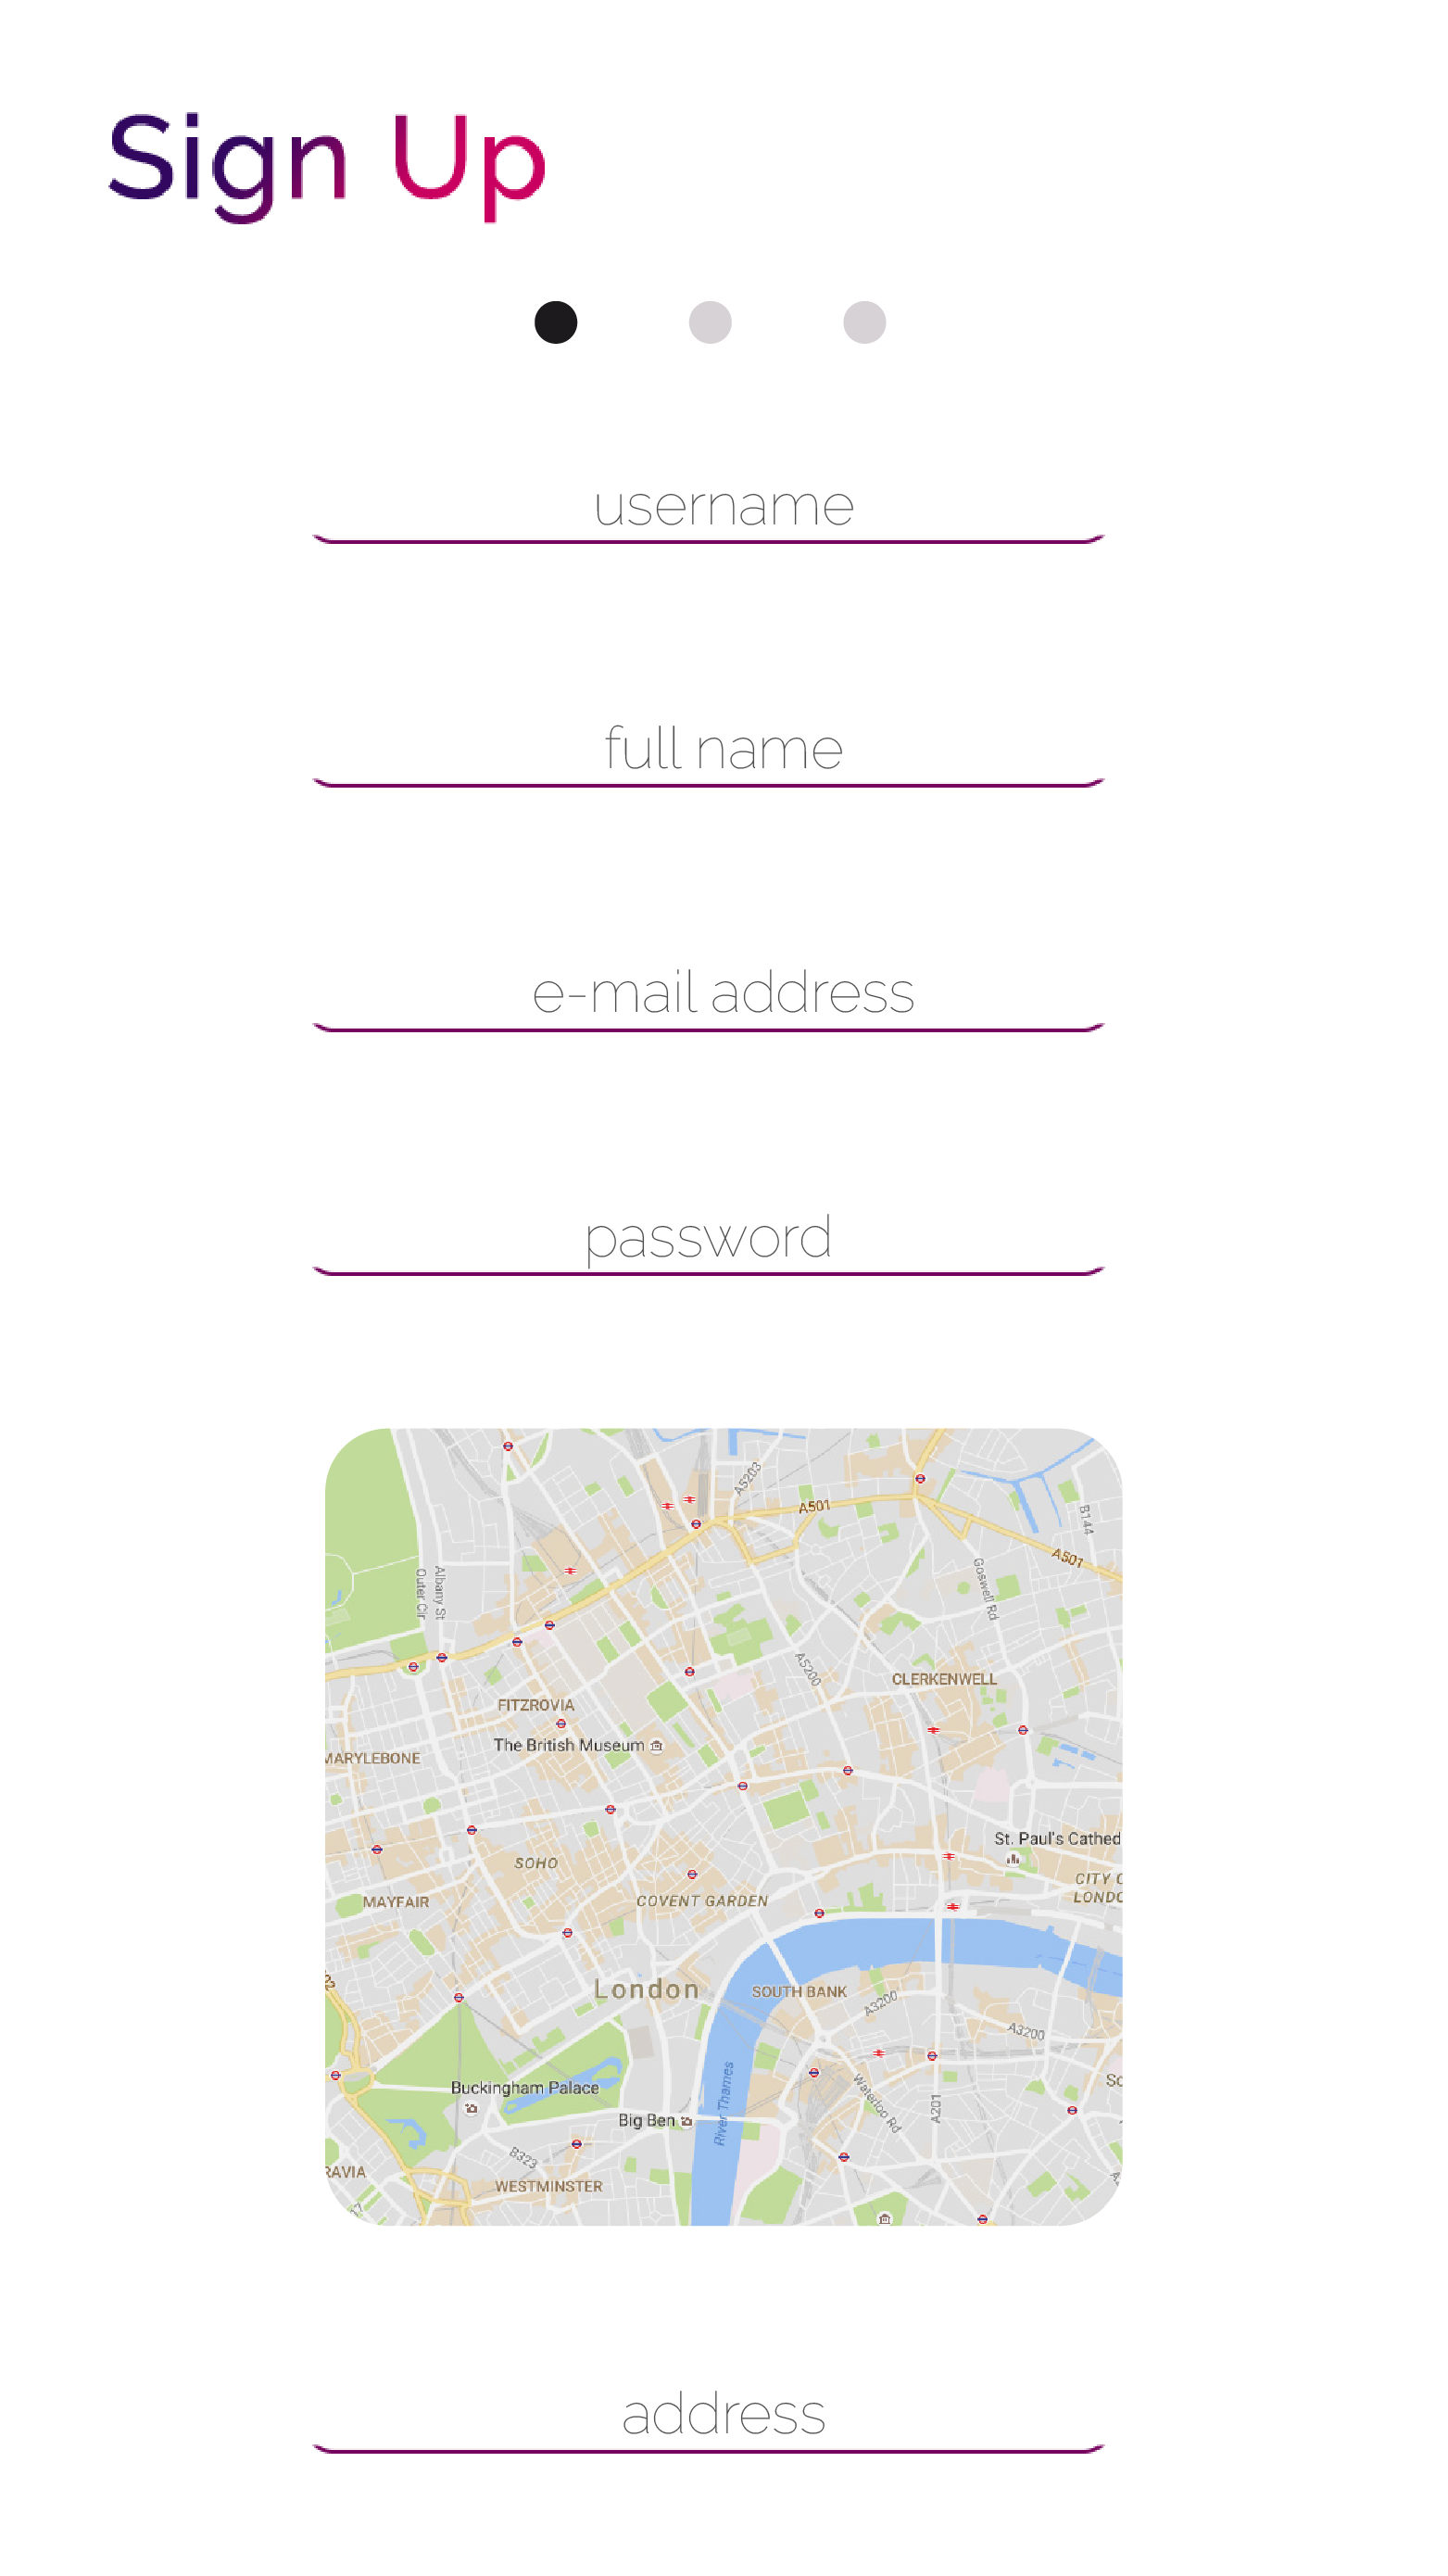 Sign Up
username
full name
e-mail address
password
A5203
A501
B144
A501
Goswell Rd
Albany St
Outer Cir
A5200
CLERKENWELL
FITZROVIA
The British Museum
MARYLEBONE
St. Paul's Cathed
SOHO
CITY
LONDO
MAYFAIR
COVENT GARDEN
London
SOUTH BANK
A3200
A3200
Buckingham Palace
River Thames
Waterloo Rd
A201
Big Ben
B323
RAVIA
WESTMINSTER
address